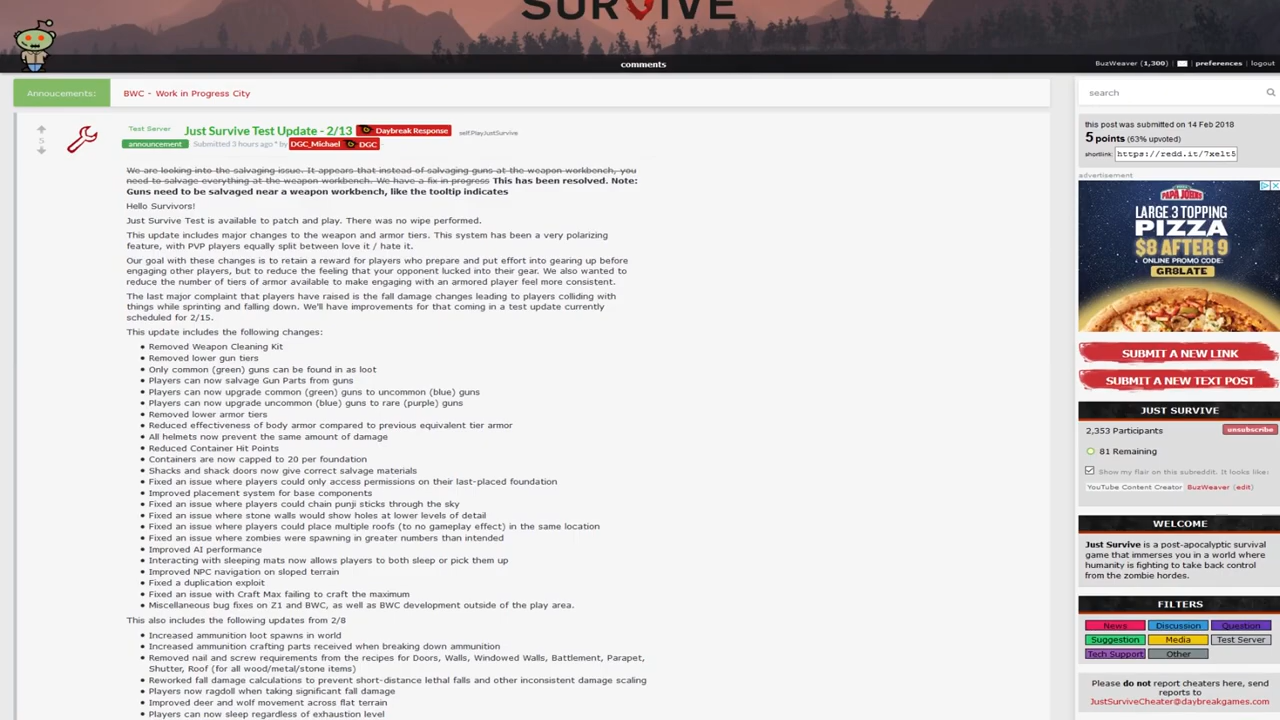 SURVIVE
comments
BuzWeaver (1,300) preferences logout
Annoucements:
BWC - Work in Progress City
search
Test Server Just Survive Test Update - 2/13 Daybreak Response self.PlayJustSurvive
5
announcement Submitted 3 hours ago * by DGC_Michael DGC
We are looking into the salvaging issue. It appears that instead of salvaging guns at the weapon workbench, you
need to salvage everything at the weapon workbench. We have a fix in progress This has been resolved. Note:
Guns need to be salvaged near a weapon workbench, like the tooltip indicates
Hello Survivors!
Just Survive Test is available to patch and play. There was no wipe performed.
This update includes major changes to the weapon and armor tiers. This system has been a very polarizing
feature, with PVP players equally split between love it / hate it.
Our goal with these changes is to retain a reward for players who prepare and put effort into gearing up before
engaging other players, but to reduce the feeling that your opponent lucked into their gear. We also wanted to
reduce the number of tiers of armor available to make engaging with an armored player feel more consistent.
The last major complaint that players have raised is the fall damage changes leading to players colliding with
things while sprinting and falling down. We'll have improvements for that coming in a test update currently
scheduled for 2/15.
This update includes the following changes:
Removed Weapon Cleaning Kit
Removed lower gun tiers
Only common (green) guns can be found in as loot
Players can now salvage Gun Parts from guns
Players can now upgrade common (green) guns to uncommon (blue) guns
Players can now upgrade uncommon (blue) guns to rare (purple) guns
Removed lower armor tiers
Reduced effectiveness of body armor compared to previous equivalent tier armor
All helmets now prevent the same amount of damage
Reduced Container Hit Points
Containers are now capped to 20 per foundation
Shacks and shack doors now give correct salvage materials
Fixed an issue where players could only access permissions on their last-placed foundation
Improved placement system for base components
Fixed an issue where players could chain punji sticks through the sky
Fixed an issue where stone walls would show holes at lower levels of detail
Fixed an issue where players could place multiple roofs (to no gameplay effect) in the same location
Fixed an issue where zombies were spawning in greater numbers than intended
Improved AI performance
Interacting with sleeping mats now allows players to both sleep or pick them up
Improved NPC navigation on sloped terrain
Fixed a duplication exploit
Fixed an issue with Craft Max failing to craft the maximum
Miscellaneous bug fixes on Z1 and BWC, as well as BWC development outside of the play area.
This also includes the following updates from 2/8
Increased ammunition loot spawns in world
Increased ammunition crafting parts received when breaking down ammunition
Removed nail and screw requirements from the recipes for Doors, Walls, Windowed Walls, Battlement, Parapet,
Shutter, Roof (for all wood/metal/stone items)
Reworked fall damage calculations to prevent short-distance lethal falls and other inconsistent damage scaling
Players now ragdoll when taking significant fall damage
Improved deer and wolf movement across flat terrain
Players can now sleep regardless of exhaustion level
this post was submitted on 14 Feb 2018
5 points (63% upvoted)
shortlink: https://redd.it/7xelt5
advertisement
PAPA JOHN'S
LARGE 3 TOPPING
PIZZA
$8 AFTER 9
ONLINE PROMO CODE:
GR8LATE
SUBMIT A NEW LINK
SUBMIT A NEW TEXT POST
JUST SURVIVE
2,353 Participants unsubscribe
81 Remaining
Show my flair on this subreddit. It looks like:
YouTube Content Creator BuzWeaver (edit)
WELCOME
Just Survive is a post-apocalyptic survival
game that immerses you in a world where
humanity is fighting to take back control
from the zombie hordes.
FILTERS
News Discussion Question
Suggestion Media Test Server
Tech Support Other
Please do not report cheaters here, send
reports to
JustSurviveCheater@daybreakgames.com